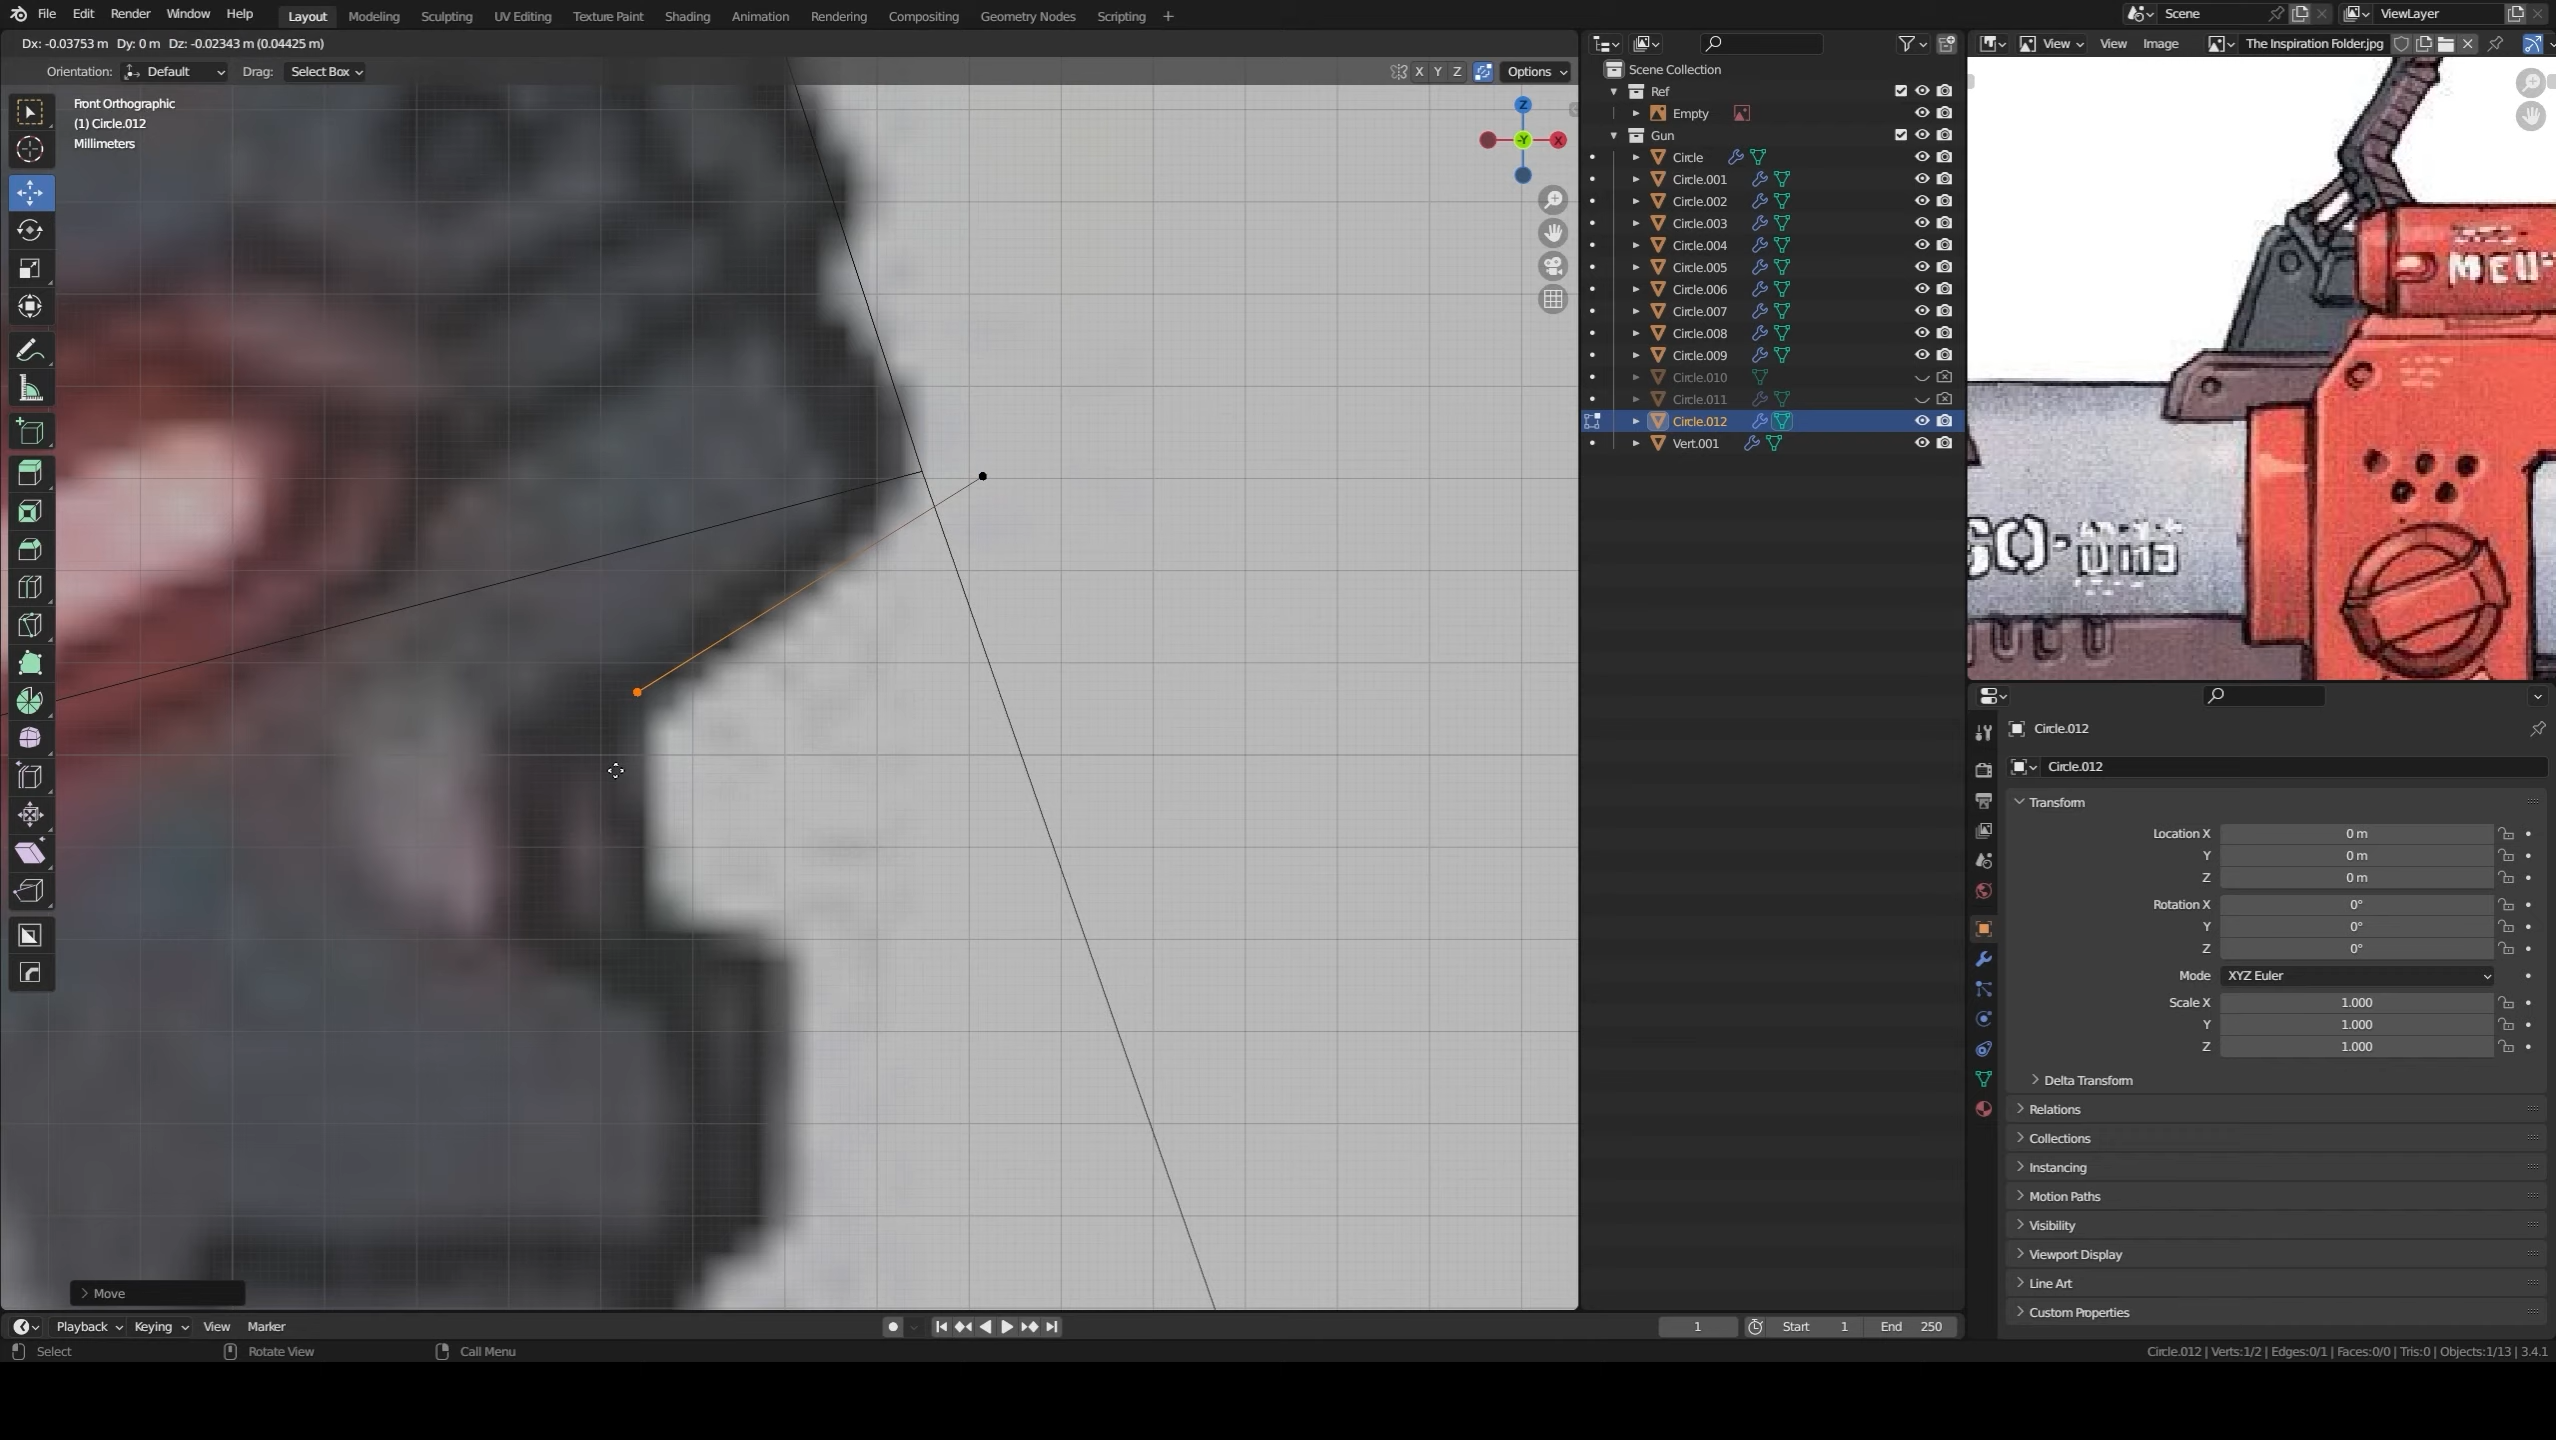 File Edit Render Window Help Layout Modeling Sculpting UV Editing Texture Paint Shading Animation Rendering Compositing Geometry Nodes Scripting + Scene ViewLayer
Dx: -0.03753 m Dy: 0 m Dz: -0.02343 m (0.04425 m)
View View Image The Inspiration Folder.jpg
Orientation: Default Drag: Select Box X Y Z Options
Front Orthographic
(1) Circle.012
Millimeters
Z
-Y X
Scene Collection
Ref
Empty
Gun
Circle
Circle.001
Circle.002
Circle.003
Circle.004
Circle.005
Circle.006
Circle.007
Circle.008
Circle.009
Circle.010
Circle.011
Circle.012
Vert.001
Circle.012
Circle.012
Transform
Location X 0 m
Y 0 m
Z 0 m
Rotation X 0°
Y 0°
Z 0°
Mode XYZ Euler
Scale X 1.000
Y 1.000
Z 1.000
Delta Transform
Relations
Collections
Instancing
Motion Paths
Visibility
Viewport Display
Line Art
Custom Properties
Move
Playback Keying View Marker 1 Start 1 End 250
Select Rotate View Call Menu Circle.012 | Verts:1/2 | Edges:0/1 | Faces:0/0 | Tris:0 | Objects:1/13 | 3.4.1